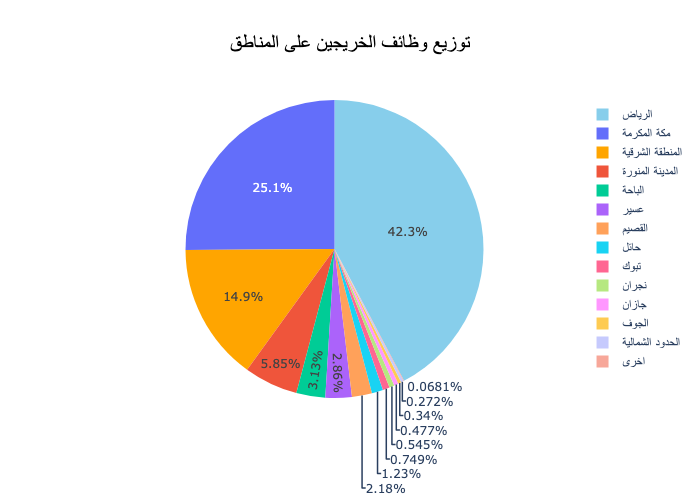 توزيع وظائف الخريجين على المناطق
الرياض
مكة المكرمة
المنطقة الشرقية
المدينة المنورة
الباحة
عسير
القصيم
حائل
تبوك
نجران
جازان
الجوف
الحدود الشمالية
اخرى
42.3%
25.1%
14.9%
5.85%
3.13%
2.86%
0.0681%
0.272%
0.34%
0.477%
0.545%
0.749%
1.23%
2.18%